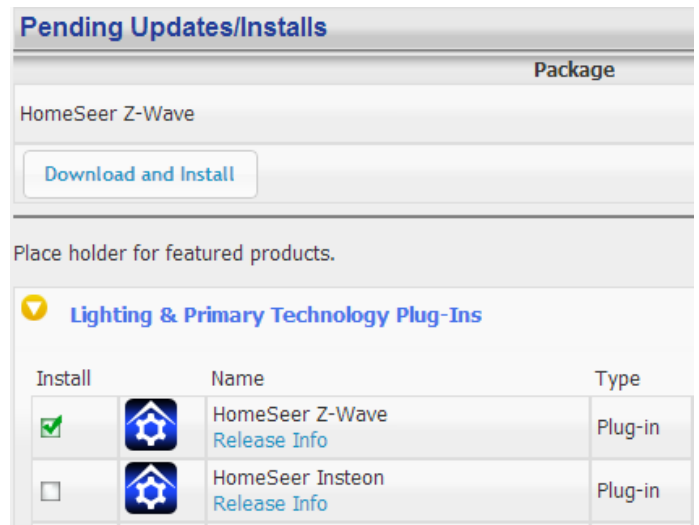 Pending Updates/Installs
Package
HomeSeer Z-Wave
Download and Install
Place holder for featured products.
Lighting & Primary Technology Plug-Ins
Install Name Type
HomeSeer Z-Wave
Release Info
Plug-in
HomeSeer Insteon
Release Info
Plug-in